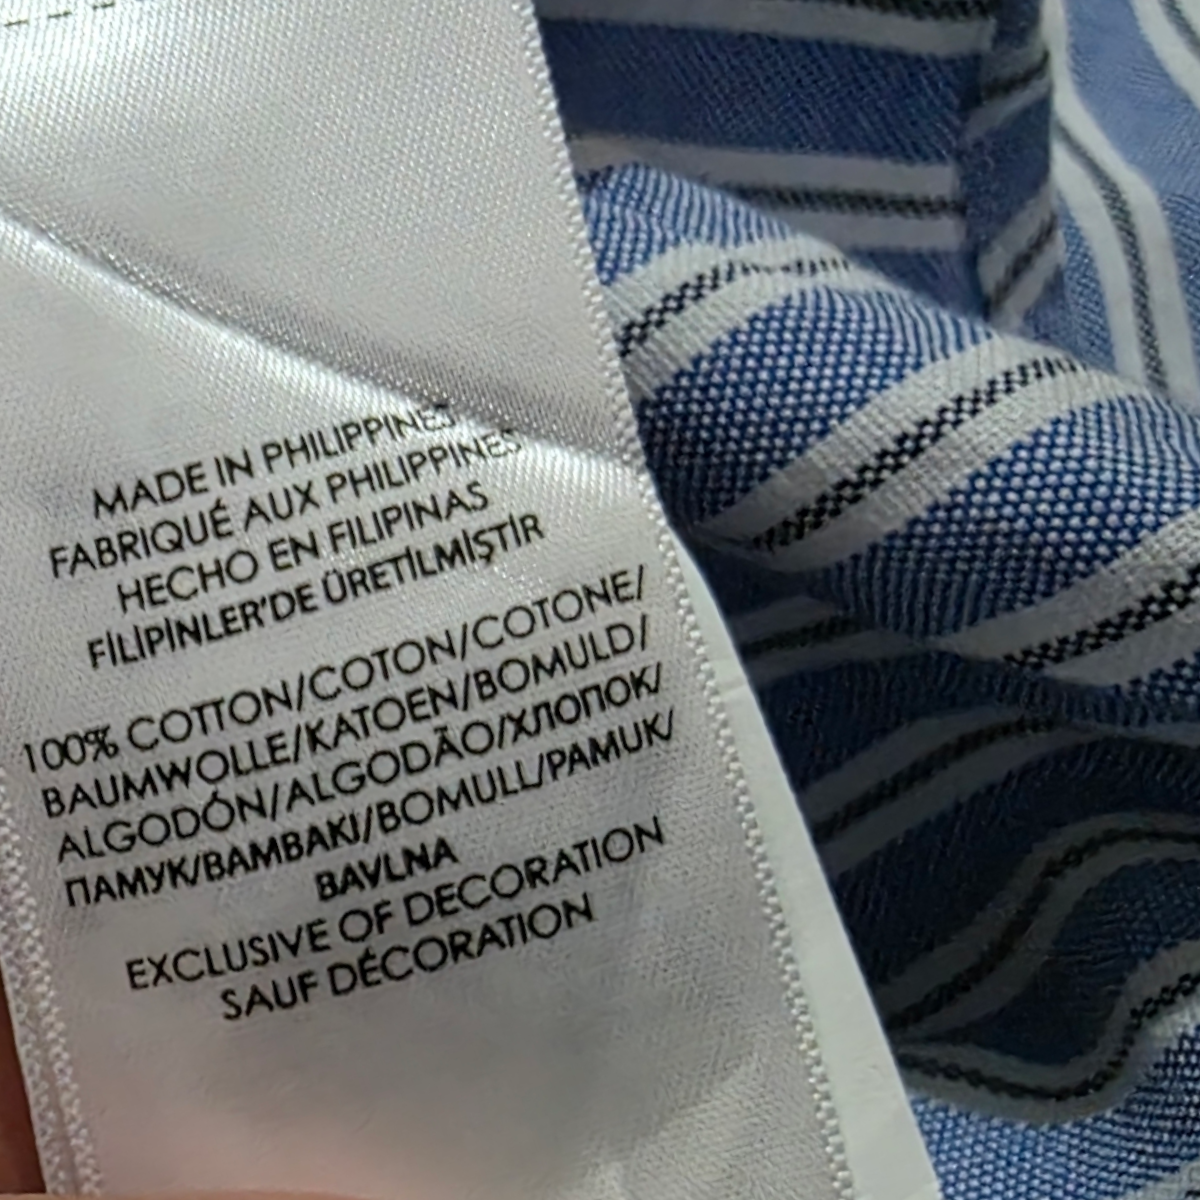 MADE IN PHILIPPINES
FABRIQUÉ AUX PHILIPPINES
HECHO EN FILIPINAS
FİLİPİNLER'DE ÜRETİLMİŞTİR
100% COTTON/COTON/COTONE/
BAUMWOLLE/KATOEN/BOMULD/
ALGODÓN/ALGODÃO/ХЛОПОК/
ПАМУК/BAMBAKI/BOMULL/PAMUK/
BAVLNA
EXCLUSIVE OF DECORATION
SAUF DÉCORATION